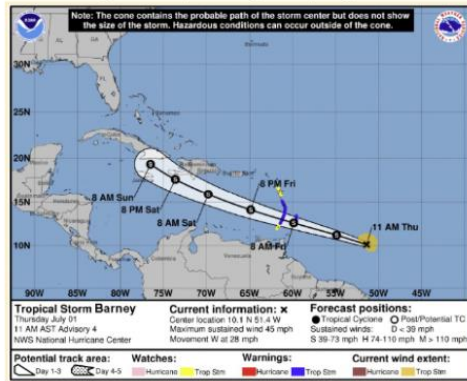 Note: The cone contains the probable path of the storm center but does not show
the size of the storm. Hazardous conditions can occur outside of the cone.
30N
25N
20N
15N
10N
Bermuda
8 PM Fri
8 AM Sun
8 PM Sat
8 AM Sat
8 AM Fri
11 AM Thu
S S S S S S
Colombia
90W 85W 80W 75W 70W 65W 60W 55W 50W 45W
Tropical Storm Barney
Thursday July 01
11 AM AST Advisory 4
NWS National Hurricane Center
Current information: x
Center location 10.1 N 51.4 W
Maximum sustained wind 45 mph
Movement W at 28 mph
Forecast positions:
Tropical Cyclone Post/Potential TC
Sustained winds: D < 39 mph
S 39-73 mph H 74-110 mph M > 110 mph
Potential track area:
Day 1-3 Day 4-5
Watches:
Hurricane Trop Stm
Warnings:
Hurricane Trop Stm
Current wind extent:
Hurricane Trop Stm